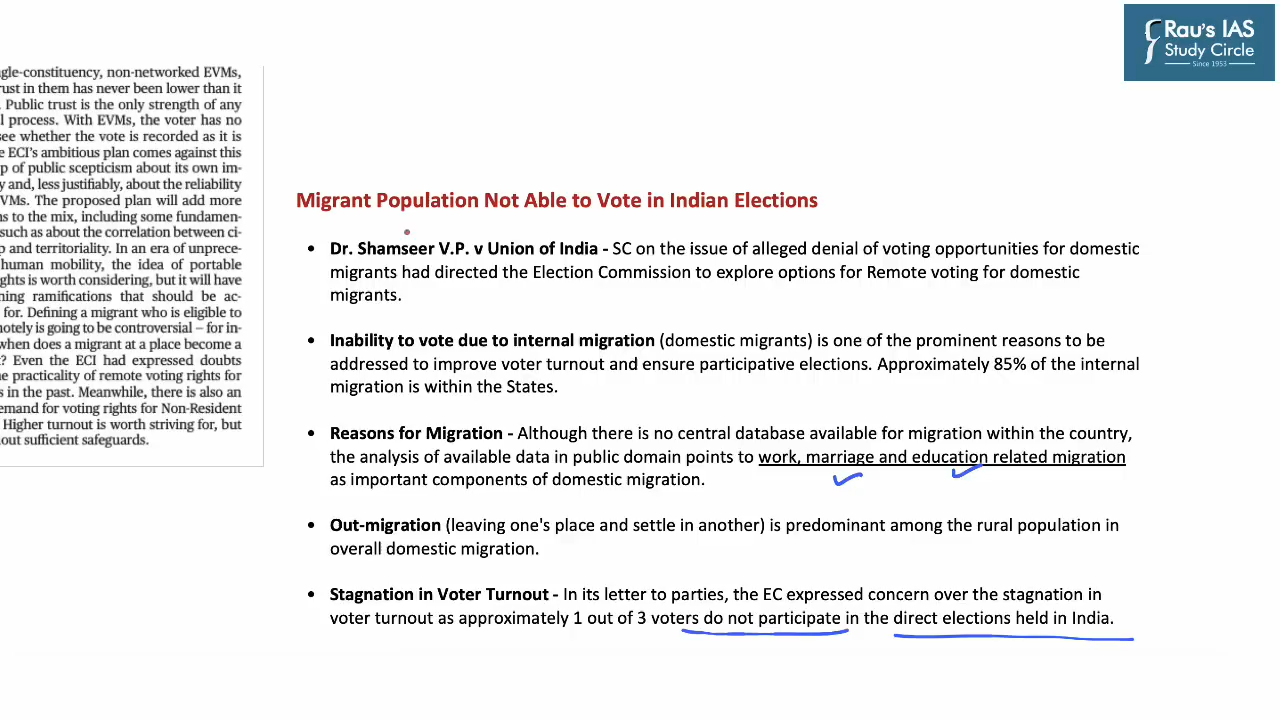 Rau's IAS
Study Circle
Since 1953
gle-constituency, non-networked EVMs,
rust in them has never been lower than it
. Public trust is the only strength of any
l process. With EVMs, the voter has no
see whether the vote is recorded as it is
e ECI's ambitious plan comes against this
p of public scepticism about its own im-
y and, less justifiably, about the reliability
VMs. The proposed plan will add more
ns to the mix, including some fundamen-
such as about the correlation between ci-
p and territoriality. In an era of unprece-
human mobility, the idea of portable
ghts is worth considering, but it will have
ning ramifications that should be ac-
for. Defining a migrant who is eligible to
motely is going to be controversial – for in-
when does a migrant at a place become a
? Even the ECI had expressed doubts
e practicality of remote voting rights for
s in the past. Meanwhile, there is also an
emand for voting rights for Non-Resident
Higher turnout is worth striving for, but
out sufficient safeguards.
Migrant Population Not Able to Vote in Indian Elections
• Dr. Shamseer V.P. v Union of India - SC on the issue of alleged denial of voting opportunities for domestic
migrants had directed the Election Commission to explore options for Remote voting for domestic
migrants.
• Inability to vote due to internal migration (domestic migrants) is one of the prominent reasons to be
addressed to improve voter turnout and ensure participative elections. Approximately 85% of the internal
migration is within the States.
• Reasons for Migration - Although there is no central database available for migration within the country,
the analysis of available data in public domain points to work, marriage and education related migration
as important components of domestic migration.
• Out-migration (leaving one's place and settle in another) is predominant among the rural population in
overall domestic migration.
• Stagnation in Voter Turnout - In its letter to parties, the EC expressed concern over the stagnation in
voter turnout as approximately 1 out of 3 voters do not participate in the direct elections held in India.